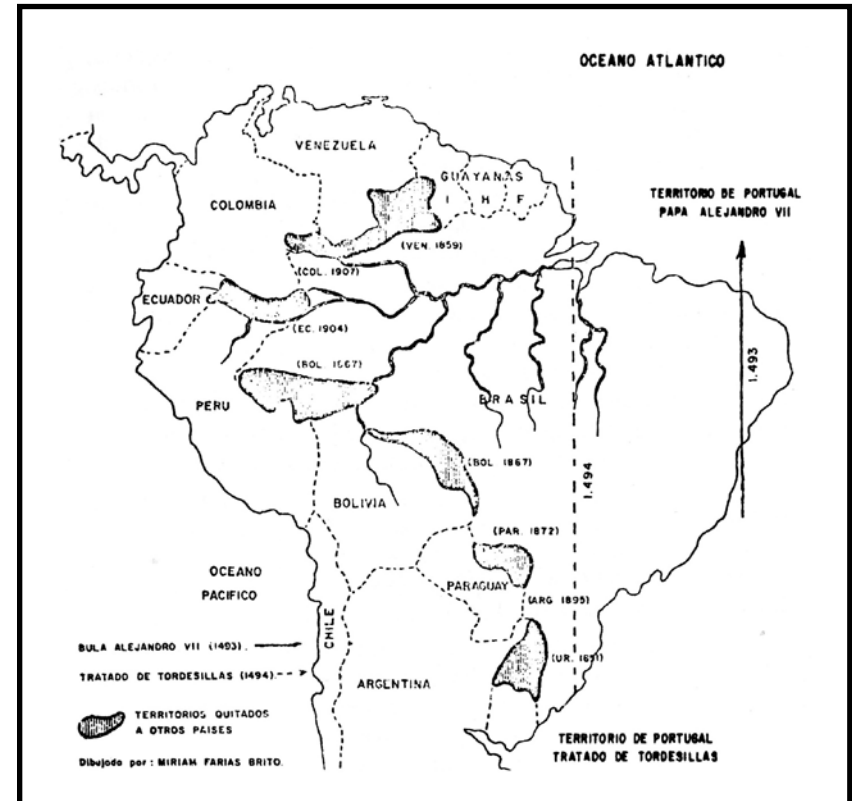 OCEANO ATLANTICO
VENEZUELA
GUAYANAS
I
H
F
COLOMBIA
TERRITORIO DE PORTUGAL
PAPA ALEJANDRO VII
(VEN. 1859)
(COL. 1907)
ECUADOR
(EC. 1904)
(BOL. 1667)
1.493
PERU
BRASIL
(BOL. 1867)
1.494
BOLIVIA
(PAR. 1872)
OCEANO
PACIFICO
PARAGUAY
(ARG 1895)
CHILE
BULA ALEJANDRO VII (1493).
(UR. 1651)
TRATADO DE TORDESILLAS (1494).
ARGENTINA
TERRITORIOS QUITADOS
A OTROS PAISES
TERRITORIO DE PORTUGAL
TRATADO DE TORDESILLAS
Dibujado por: MIRIAM FARIAS BRITO.